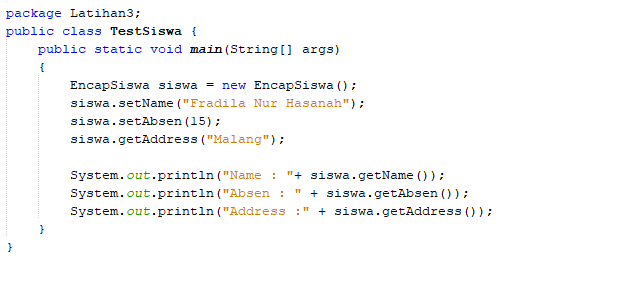 package Latihan3;
public class TestSiswa {
    public static void main(String[] args)
    {
        EncapSiswa siswa = new EncapSiswa();
        siswa.setName("Fradila Nur Hasanah");
        siswa.setAbsen(15);
        siswa.getAddress("Malang");

        System.out.println("Name : "+ siswa.getName());
        System.out.println("Absen : " + siswa.getAbsen());
        System.out.println("Address :" + siswa.getAddress());
    }
}